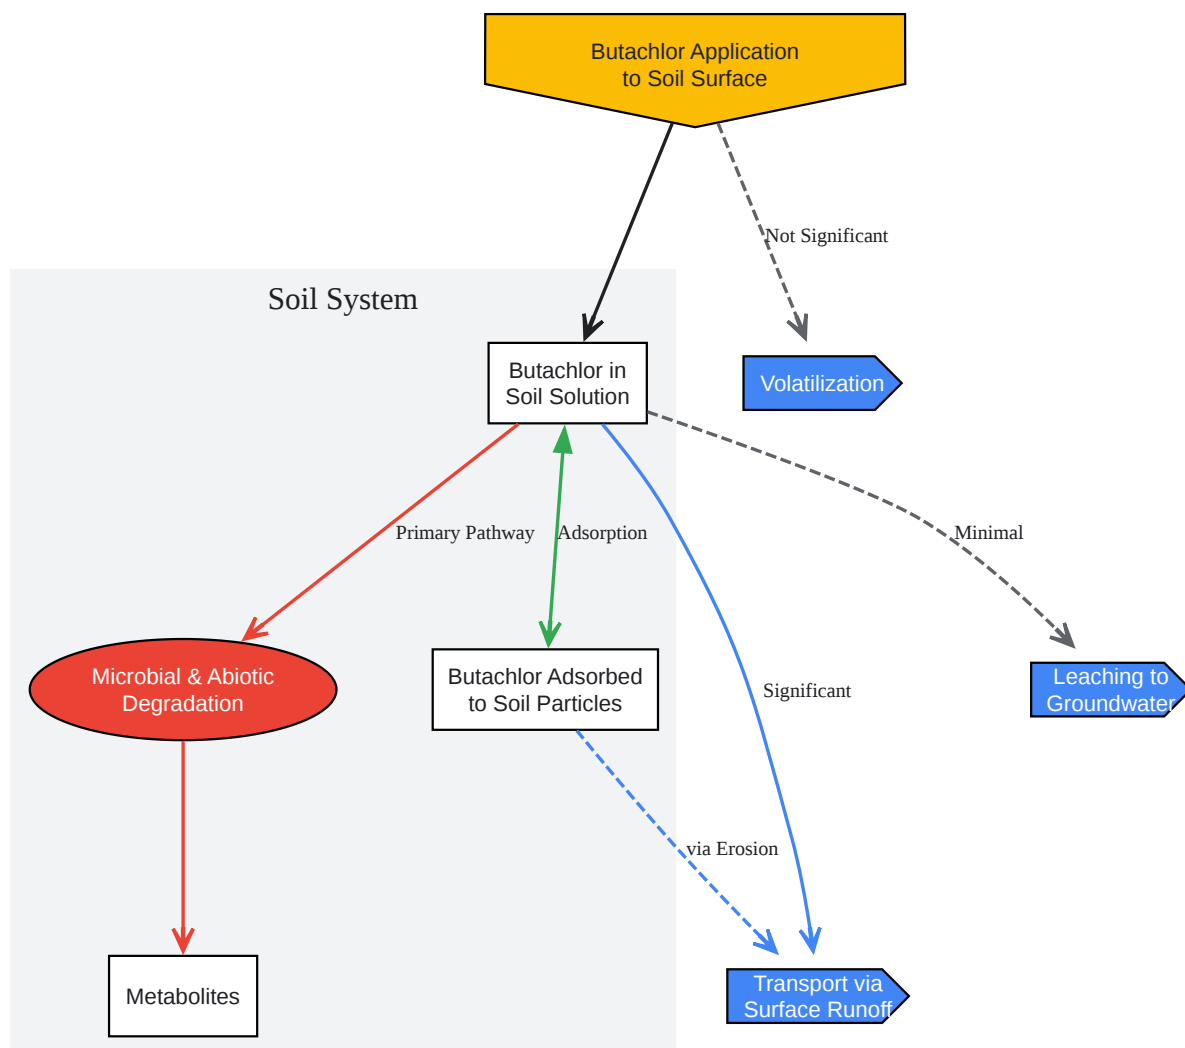 Butachlor Application
to Soil Surface
Not Significant
Soil System
Butachlor in
Soil Solution
Volatilization
Primary Pathway
Adsorption
Minimal
Microbial & Abiotic
Degradation
Butachlor Adsorbed
to Soil Particles
Significant
Leaching to
Groundwater
via Erosion
Metabolites
Transport via
Surface Runoff